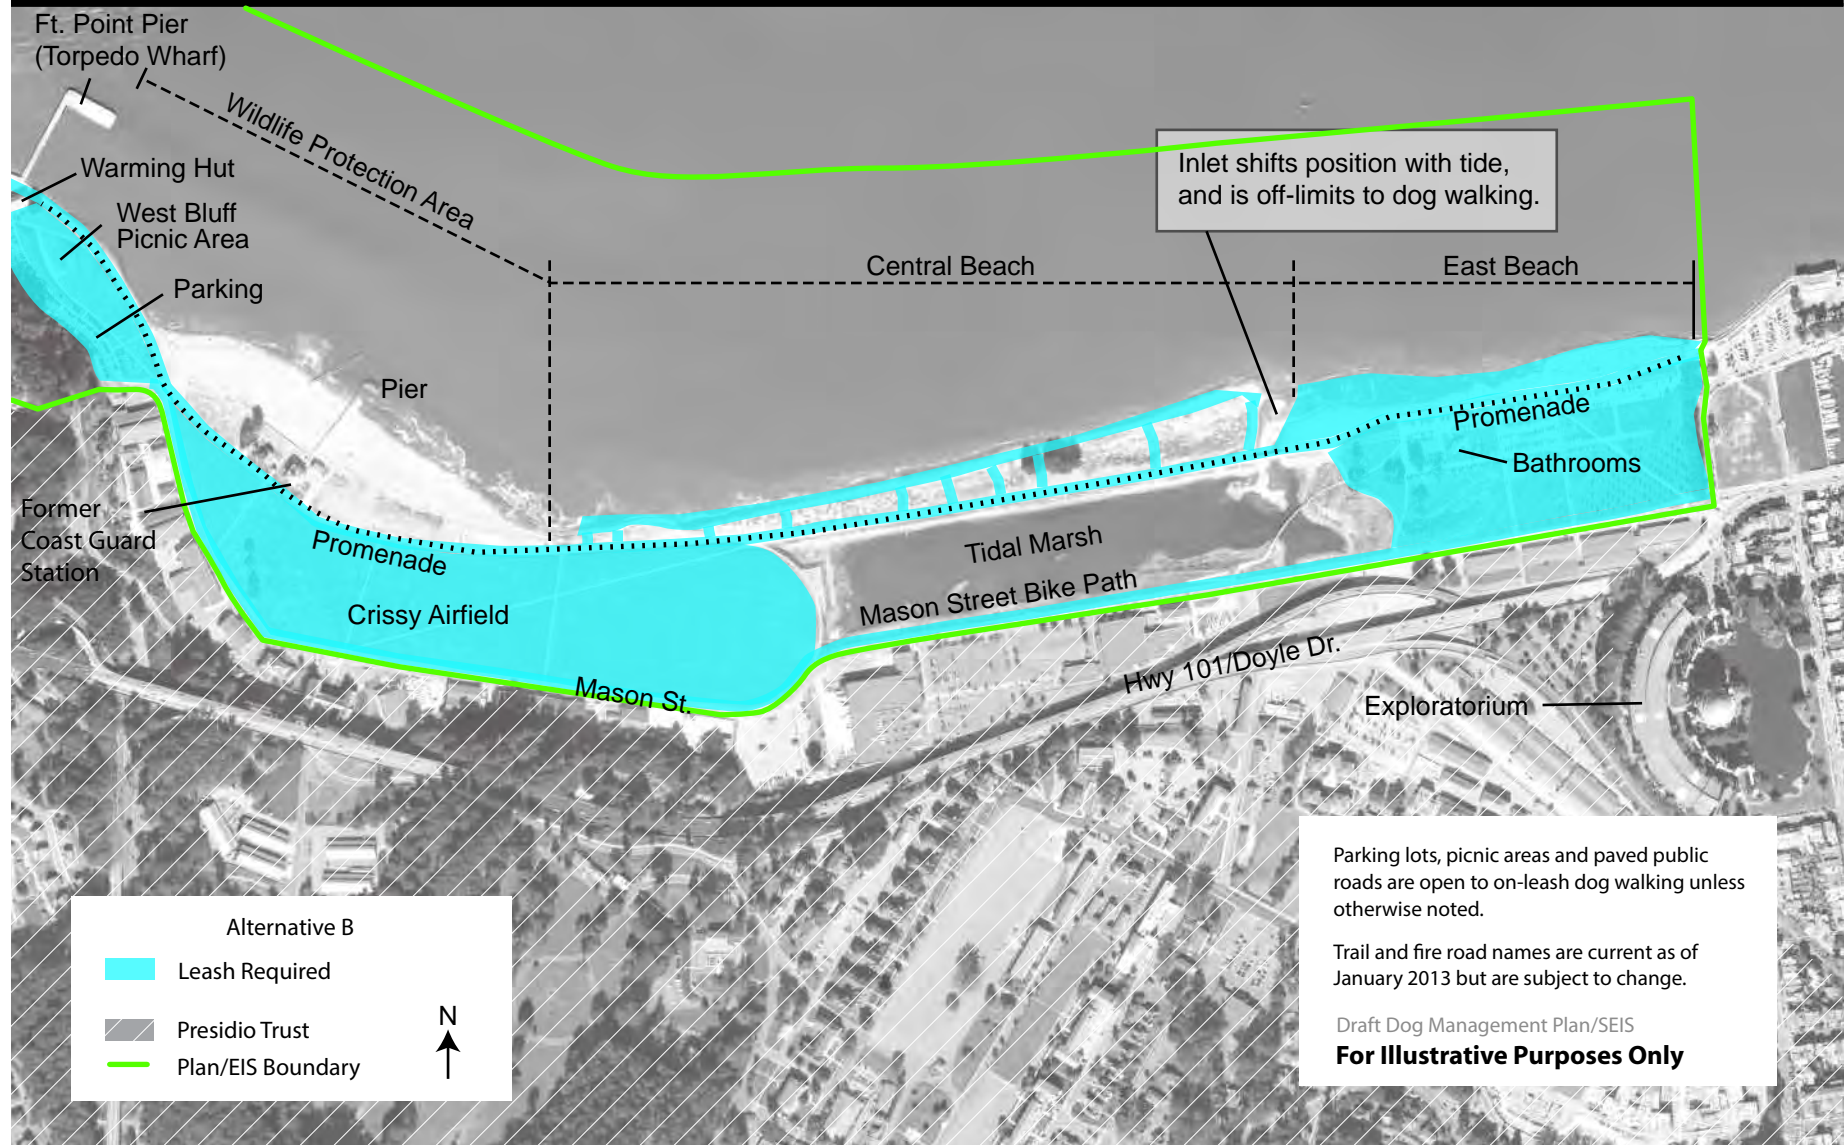 Ft. Point Pier
(Torpedo Wharf)
Wildlife Protection Area
Warming Hut
West Bluff
Picnic Area
Parking
Pier
Inlet shifts position with tide,
and is off-limits to dog walking.
Central Beach
East Beach
Promenade
Bathrooms
Former
Coast Guard
Station
Promenade
Crissy Airfield
Tidal Marsh
Mason Street Bike Path
Mason St.
Hwy 101/Doyle Dr.
Exploratorium
Alternative B
Leash Required
Presidio Trust
Plan/EIS Boundary
N
Parking lots, picnic areas and paved public
roads are open to on-leash dog walking unless
otherwise noted.
Trail and fire road names are current as of
January 2013 but are subject to change.
Draft Dog Management Plan/SEIS
For Illustrative Purposes Only